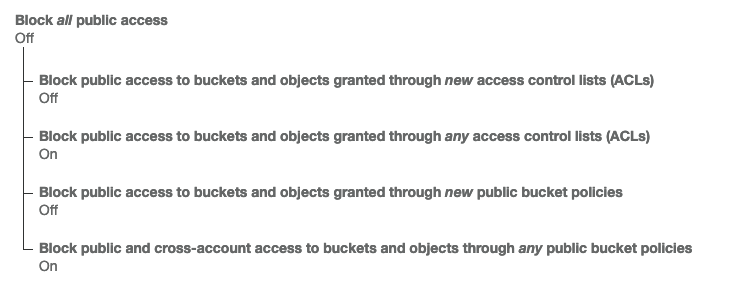 Block all public access
Off
Block public access to buckets and objects granted through new access control lists (ACLs)
Off
Block public access to buckets and objects granted through any access control lists (ACLs)
On
Block public access to buckets and objects granted through new public bucket policies
Off
Block public and cross-account access to buckets and objects through any public bucket policies
On